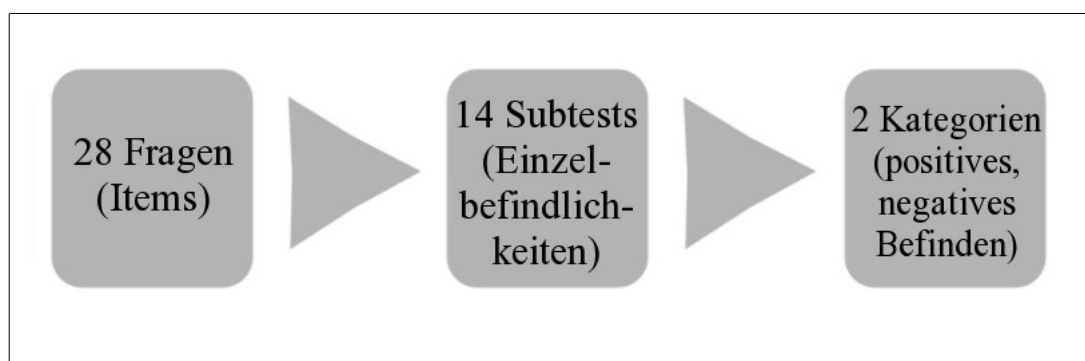 28 Fragen
(Items)
14 Subtests
(Einzel-
befindlich-
keiten)
2 Kategorien
(positives,
negatives
Befinden)